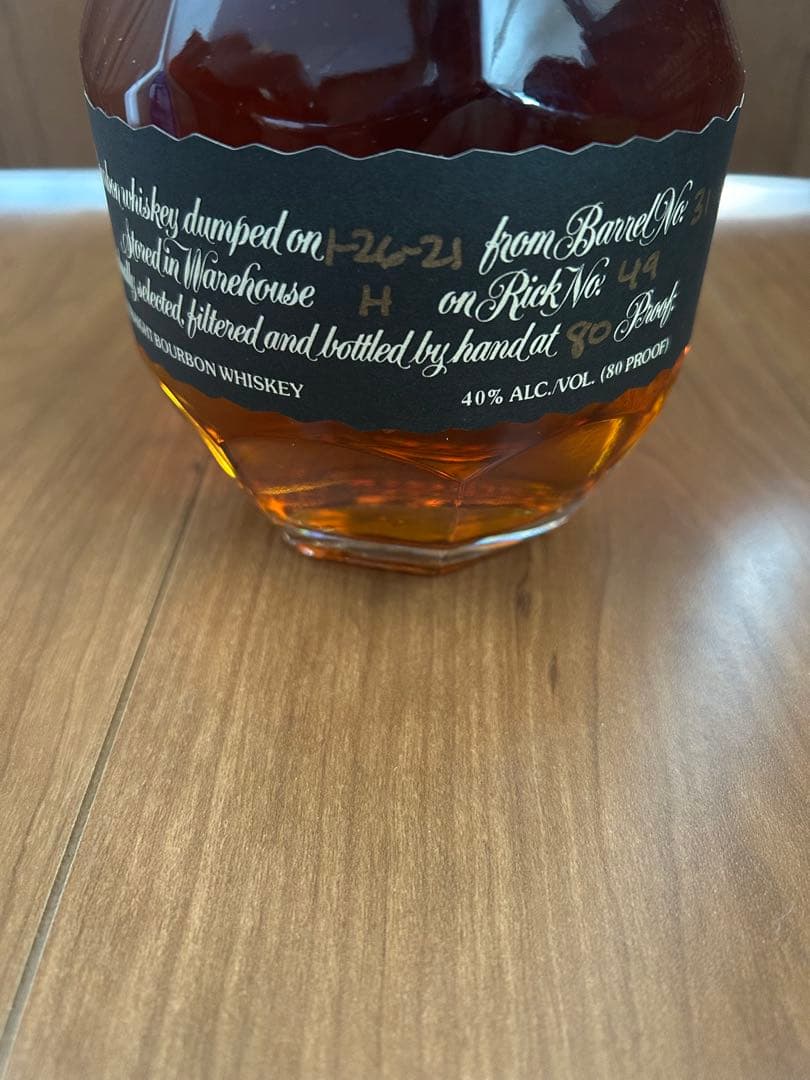 whiskey dumped on 1-26-21 from Barrel No: 31
Stored in Warehouse H on Rick No: 49
selected, filtered and bottled by hand at 80 Proof.
BOURBON WHISKEY 40% ALC./VOL. (80 PROOF)